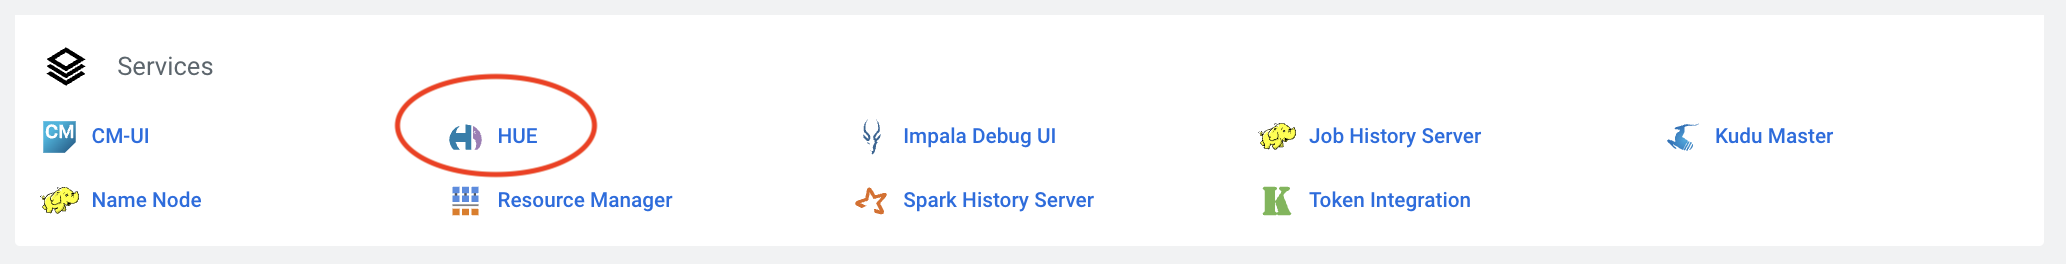 Services
CM CM-UI HUE Impala Debug UI Job History Server Kudu Master
Name Node Resource Manager Spark History Server Token Integration